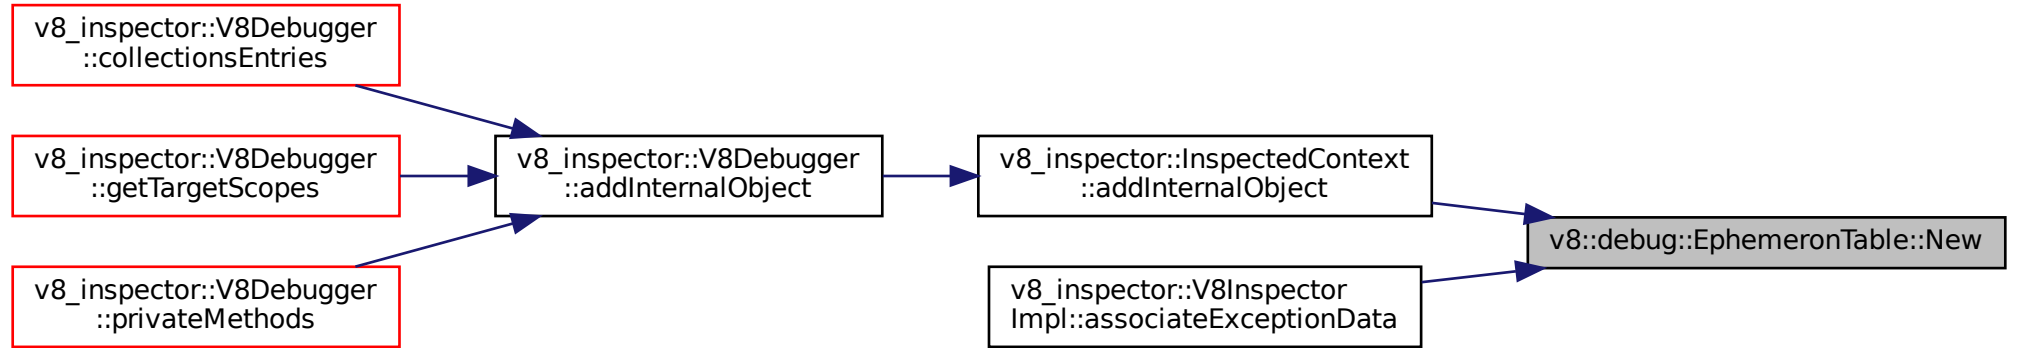 v8_inspector::V8Debugger
::collectionsEntries
v8_inspector::V8Debugger
::getTargetScopes
v8_inspector::V8Debugger
::privateMethods
v8_inspector::V8Debugger
::addInternalObject
v8_inspector::InspectedContext
::addInternalObject
v8_inspector::V8Inspector
Impl::associateExceptionData
v8::debug::EphemeronTable::New